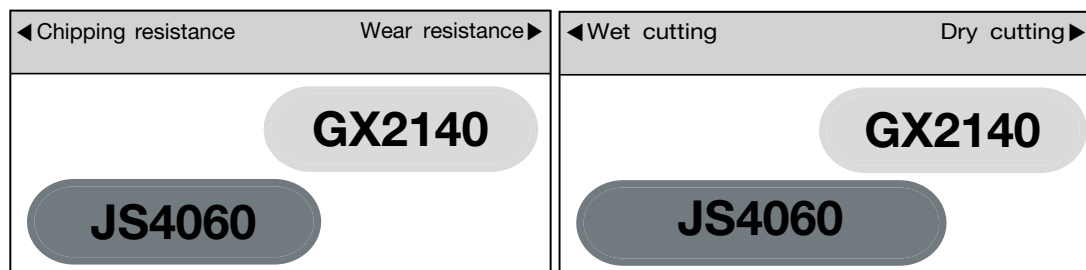 ◀Chipping resistance Wear resistance▶
GX2140
JS4060
◀Wet cutting Dry cutting▶
GX2140
JS4060